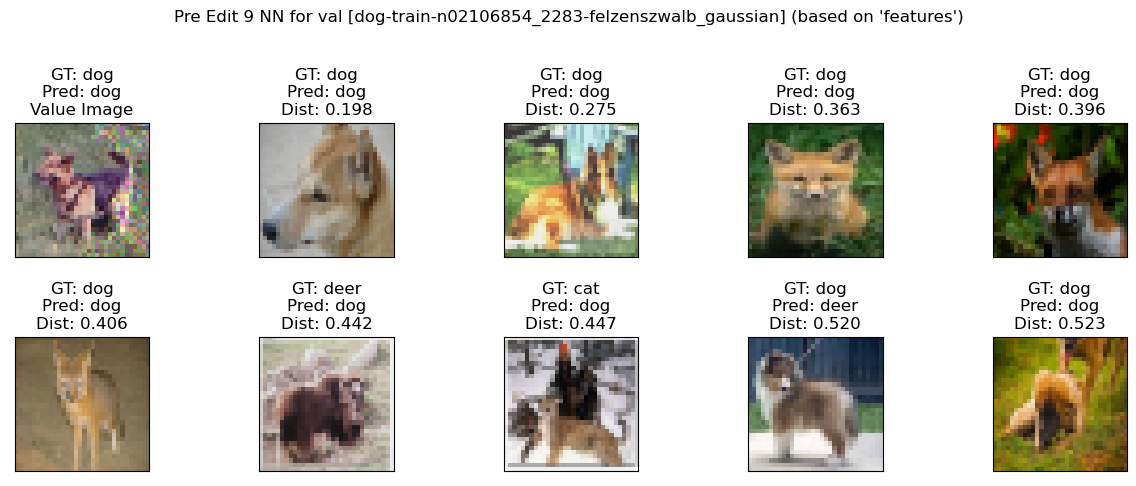 Pre Edit 9 NN for val [dog-train-n02106854_2283-felzenszwalb_gaussian] (based on 'features')
GT: dog
Pred: dog
Value Image
GT: dog
Pred: dog
Dist: 0.198
GT: dog
Pred: dog
Dist: 0.275
GT: dog
Pred: dog
Dist: 0.363
GT: dog
Pred: dog
Dist: 0.396
GT: dog
Pred: dog
Dist: 0.406
GT: deer
Pred: dog
Dist: 0.442
GT: cat
Pred: dog
Dist: 0.447
GT: dog
Pred: deer
Dist: 0.520
GT: dog
Pred: dog
Dist: 0.523